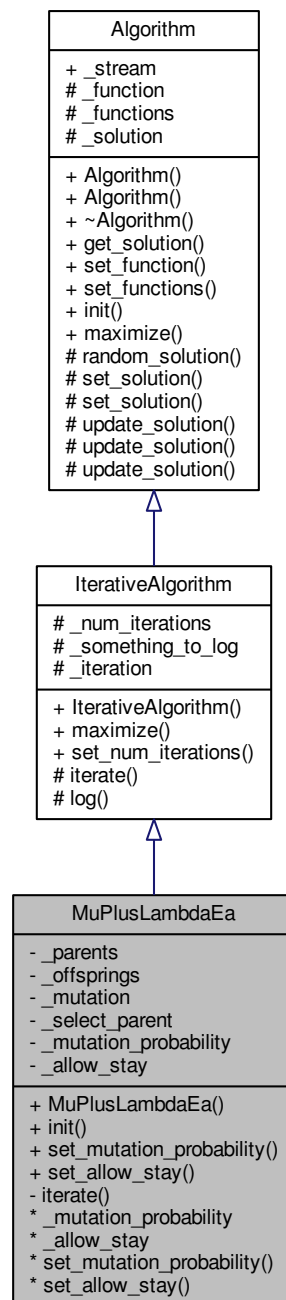 Algorithm
+ _stream
# _function
# _functions
# _solution
+ Algorithm()
+ Algorithm()
+ ~Algorithm()
+ get_solution()
+ set_function()
+ set_functions()
+ init()
+ maximize()
# random_solution()
# set_solution()
# set_solution()
# update_solution()
# update_solution()
# update_solution()
IterativeAlgorithm
# _num_iterations
# _something_to_log
# _iteration
+ IterativeAlgorithm()
+ maximize()
+ set_num_iterations()
# iterate()
# log()
MuPlusLambdaEa
- _parents
- _offsprings
- _mutation
- _select_parent
- _mutation_probability
- _allow_stay
+ MuPlusLambdaEa()
+ init()
+ set_mutation_probability()
+ set_allow_stay()
- iterate()
* _mutation_probability
* _allow_stay
* set_mutation_probability()
* set_allow_stay()